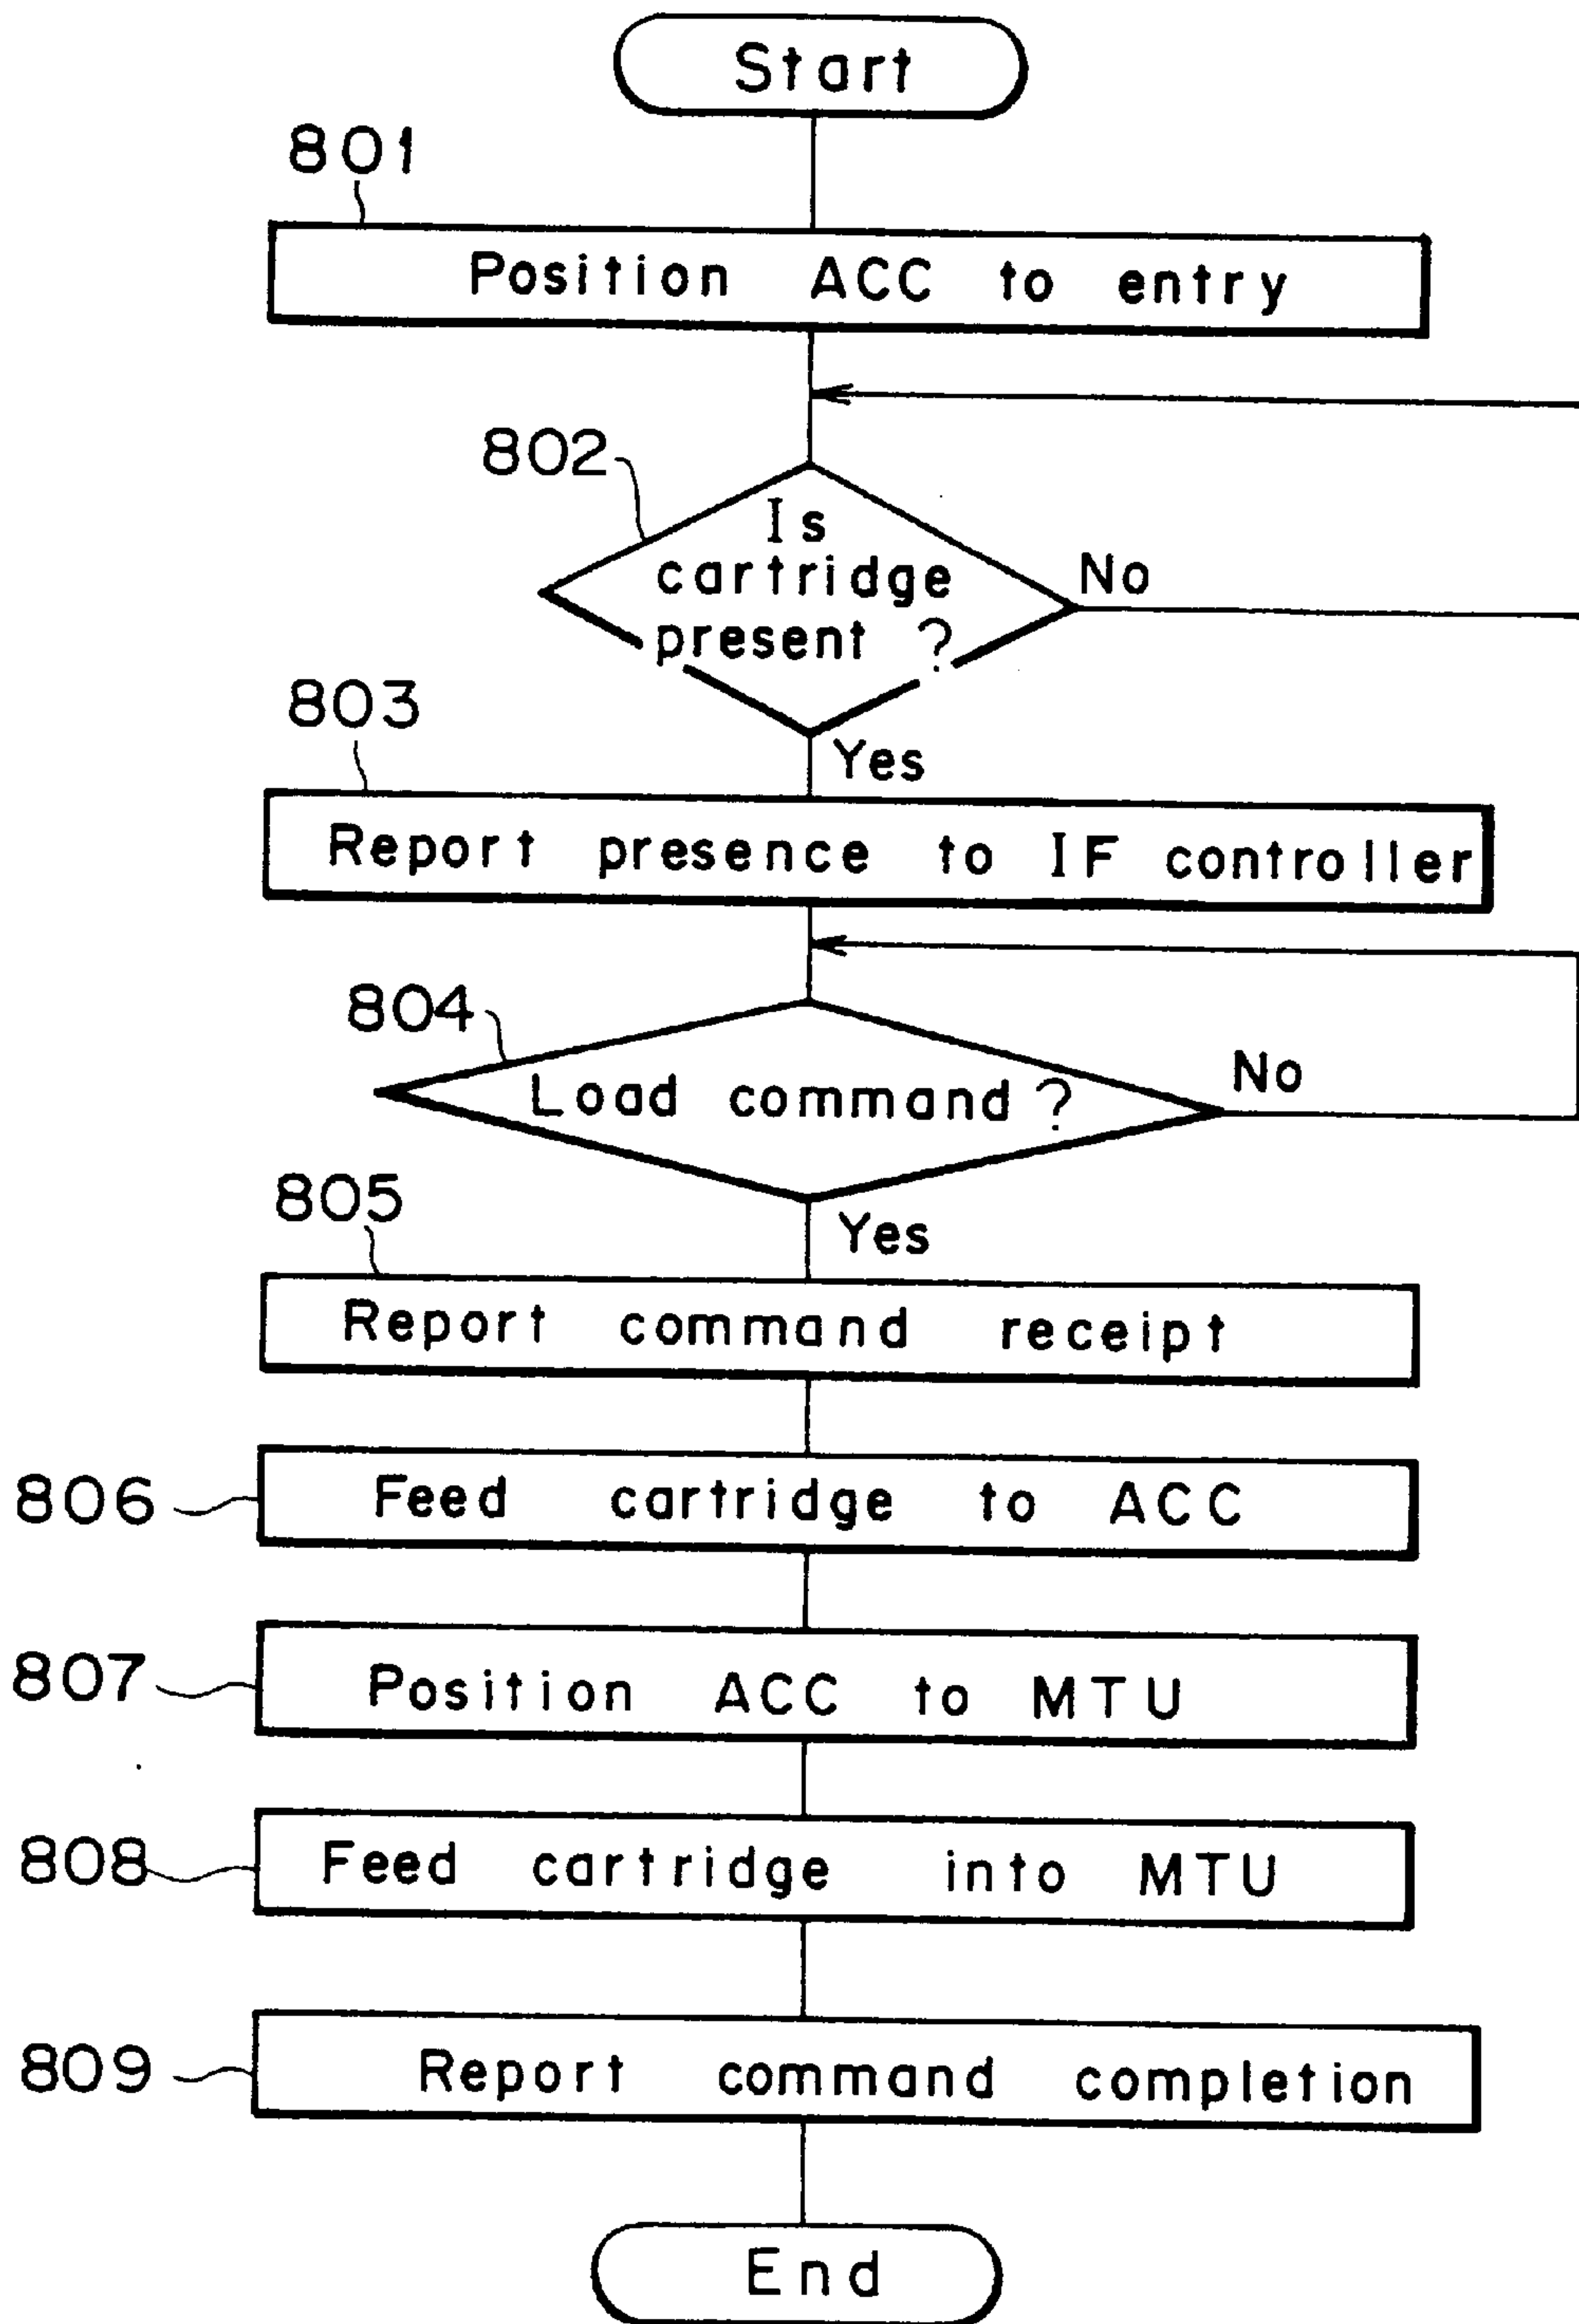 Start
801
Position ACC to entry
802
Is
cartridge
present ?
No
Yes
803
Report presence to IF controller
804
Load command ?
No
Yes
805
Report command receipt
806
Feed cartridge to ACC
807
Position ACC to MTU
808
Feed cartridge into MTU
809
Report command completion
End